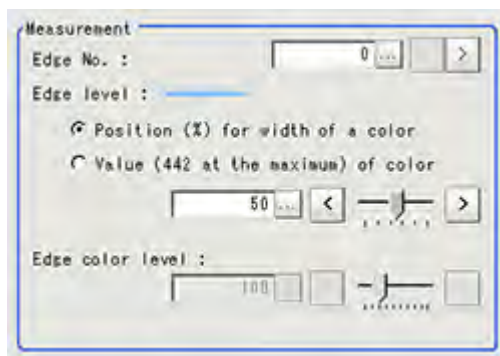 Measurement
Edge No. :
0 ... >
Edge level :
Position (%) for width of a color
Value (442 at the maximum) of color
50 ... < >
Edge color level :
100